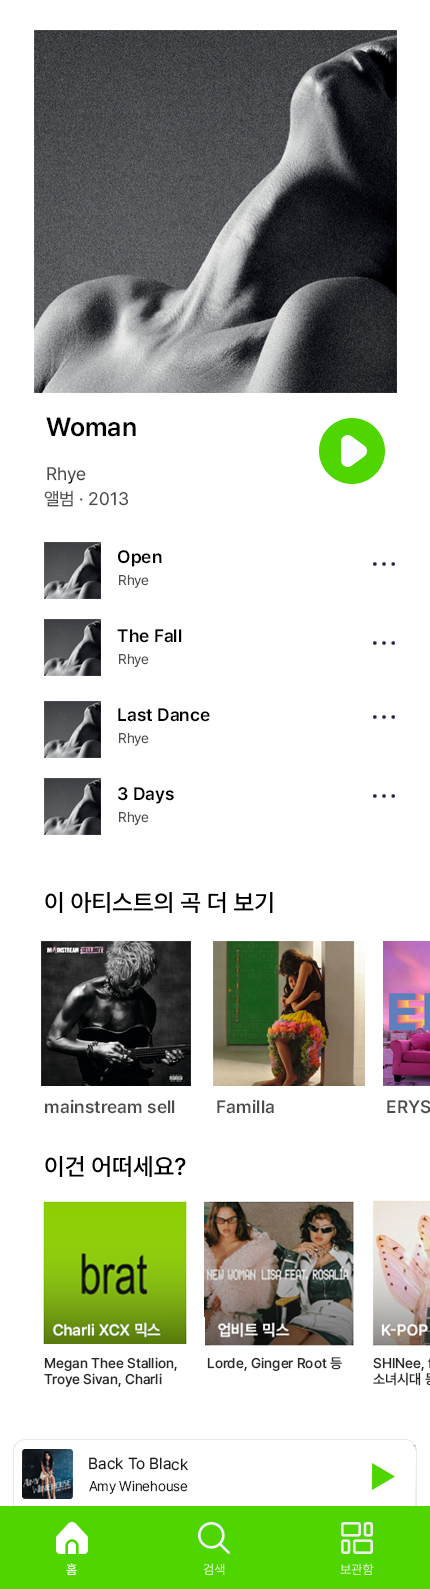 Woman
Rhye
앨범 · 2013
Open
Rhye
The Fall
Rhye
Last Dance
Rhye
3 Days
Rhye
이 아티스트의 곡 더 보기
MAINSTREAM SELLOUT
mainstream sell
Familla
ERYS
이건 어떠세요?
brat
Charli XCX 믹스
NEW WOMAN LISA FEAT. ROSALÍA
업비트 믹스
K-POP
Megan Thee Stallion,
Troye Sivan, Charli
Lorde, Ginger Root 등
SHINee,
소녀시대
Back To Black
Amy Winehouse
홈
검색
보관함